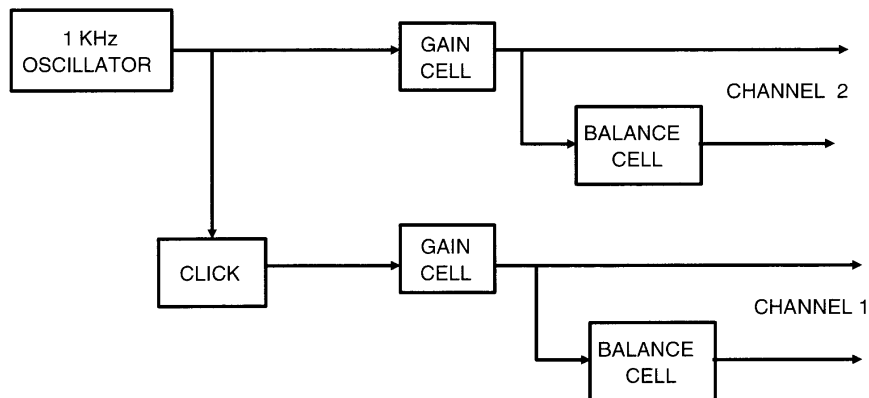 1 KHz
OSCILLATOR
GAIN
CELL
CHANNEL 2
BALANCE
CELL
CLICK
GAIN
CELL
CHANNEL 1
BALANCE
CELL